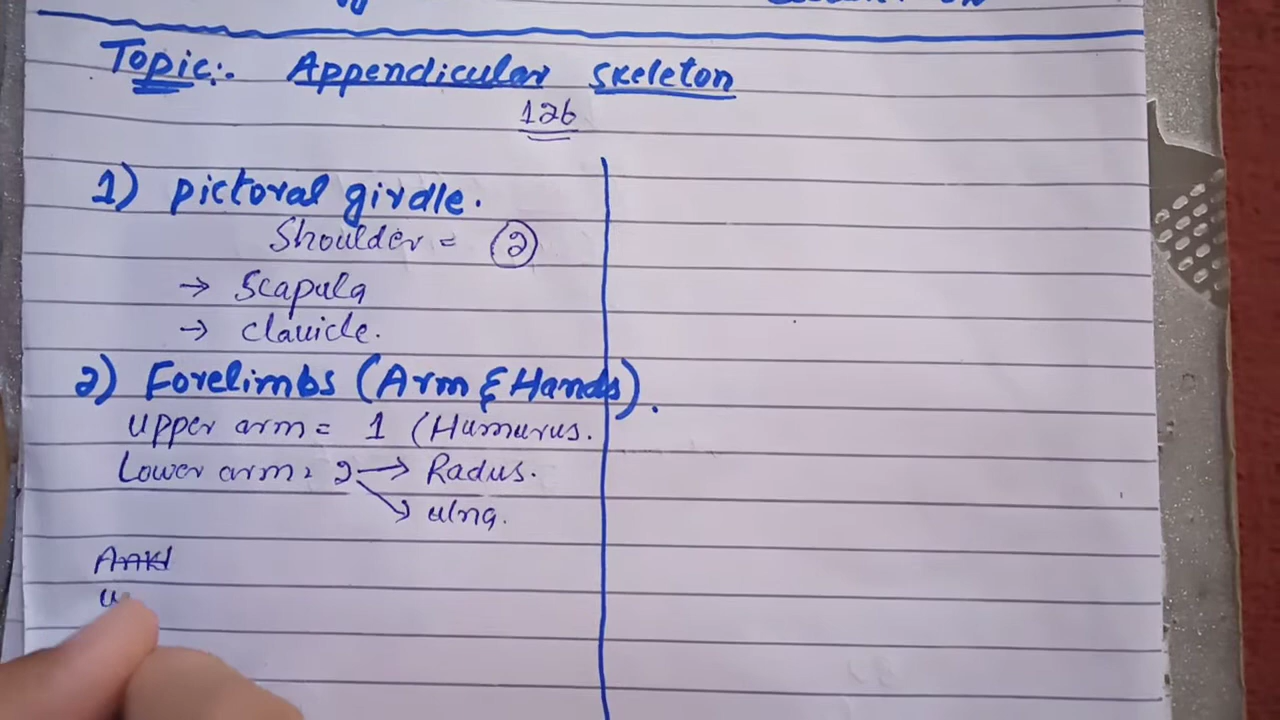 Topic:. Appendicular skeleton
126
1) pictoral girdle.
Shoulder = 2
→ Scapula
→ clavicle.
2) Forelimbs (Arm & Hands).
upper arm = 1 (Humurus.
Lower arm = 2 → Radus.
→ ulna.